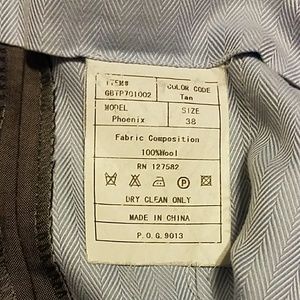 ITEM# COLOR CODE
GBTP701002 Tan
MODEL SIZE
Phoenix 38
Fabric Composition
100%Wool
RN 127582
DRY CLEAN ONLY
MADE IN CHINA
P.O.G.9013